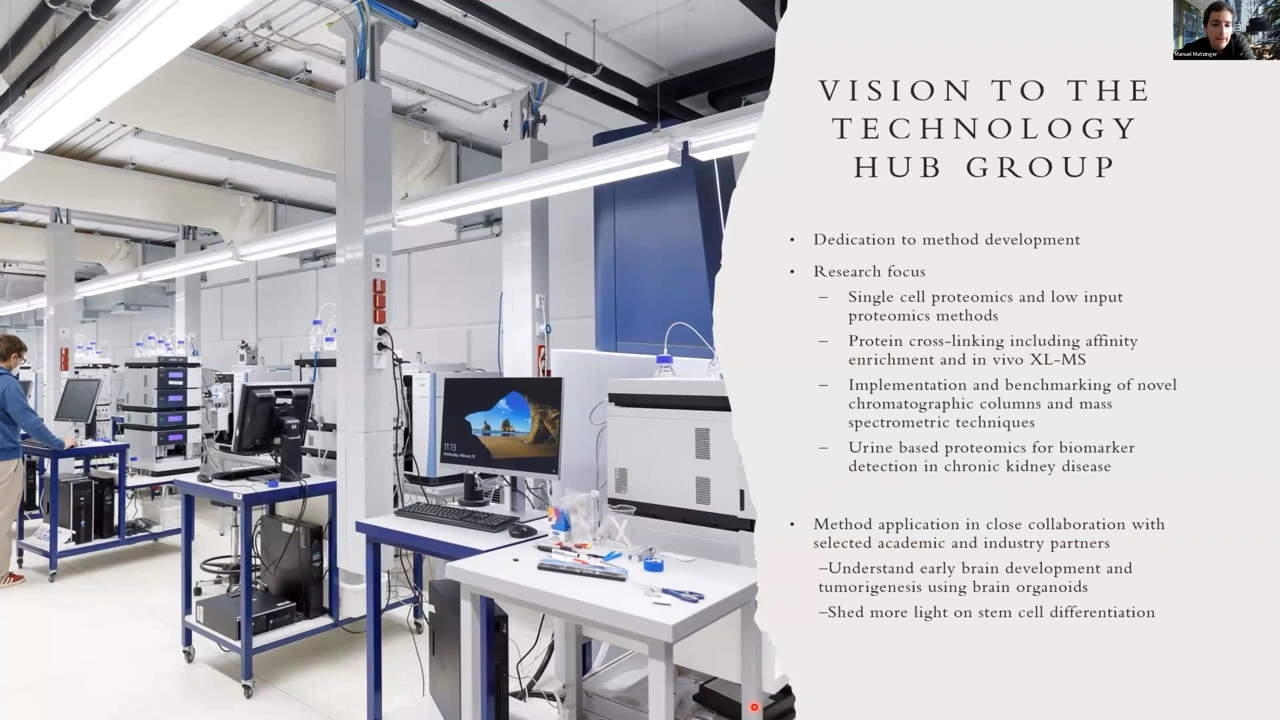 Manuel Matzinger
VISION TO THE
TECHNOLOGY
HUB GROUP
• Dedication to method development
• Research focus
– Single cell proteomics and low input
proteomics methods
– Protein cross-linking including affinity
enrichment and in vivo XL-MS
– Implementation and benchmarking of novel
chromatographic columns and mass
spectrometric techniques
– Urine based proteomics for biomarker
detection in chronic kidney disease
• Method application in close collaboration with
selected academic and industry partners
–Understand early brain development and
tumorigenesis using brain organoids
–Shed more light on stem cell differentiation
11:13